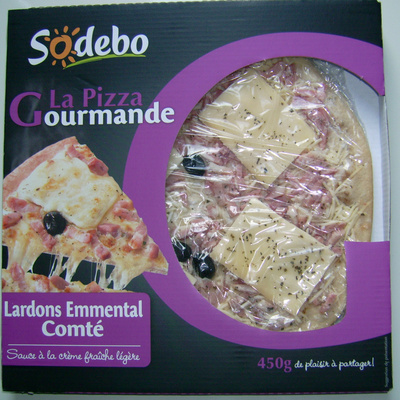 Sodebo
La Pizza
Gourmande
Lardons Emmental
Comté
Sauce à la crème fraîche légère
450g de plaisir à partager!